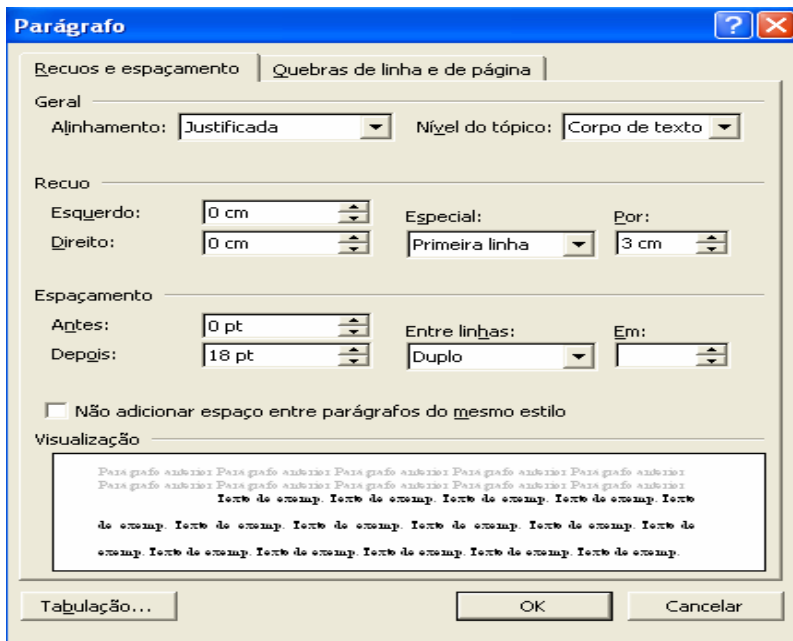 Parágrafo
Recuos e espaçamento Quebras de linha e de página
Geral
Alinhamento: Justificada Nível do tópico: Corpo de texto
Recuo
Esquerdo: 0 cm Especial: Por:
Direito: 0 cm Primeira linha 3 cm
Espaçamento
Antes: 0 pt Entre linhas: Em:
Depois: 18 pt Duplo
Não adicionar espaço entre parágrafos do mesmo estilo
Visualização
Parágrafo anterior Parágrafo anterior Parágrafo anterior Parágrafo anterior Parágrafo anterior
Parágrafo anterior Parágrafo anterior Parágrafo anterior Parágrafo anterior Parágrafo anterior
Texto de exemp. Texto de exemp. Texto de exemp. Texto de exemp. Texto
de exemp. Texto de exemp. Texto de exemp. Texto de exemp. Texto de exemp. Texto de
exemp. Texto de exemp. Texto de exemp. Texto de exemp. Texto de exemp.
Tabulação... OK Cancelar